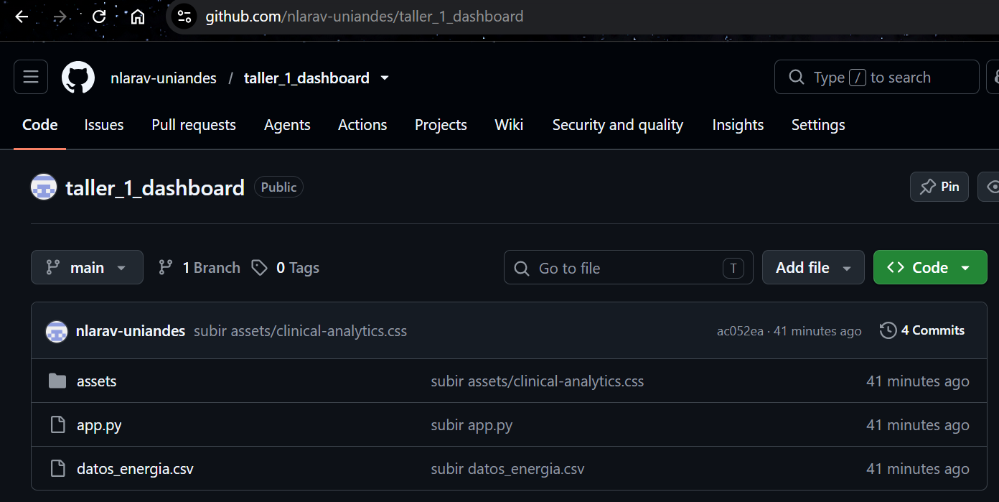 github.com/nlarav-uniandes/taller_1_dashboard
nlarav-uniandes / taller_1_dashboard
Type / to search
Code Issues Pull requests Agents Actions Projects Wiki Security and quality Insights Settings
taller_1_dashboard Public
Pin
main 1 Branch 0 Tags
Go to file T
Add file
Code
nlarav-uniandes subir assets/clinical-analytics.css ac052ea · 41 minutes ago 4 Commits
assets subir assets/clinical-analytics.css 41 minutes ago
app.py subir app.py 41 minutes ago
datos_energia.csv subir datos_energia.csv 41 minutes ago